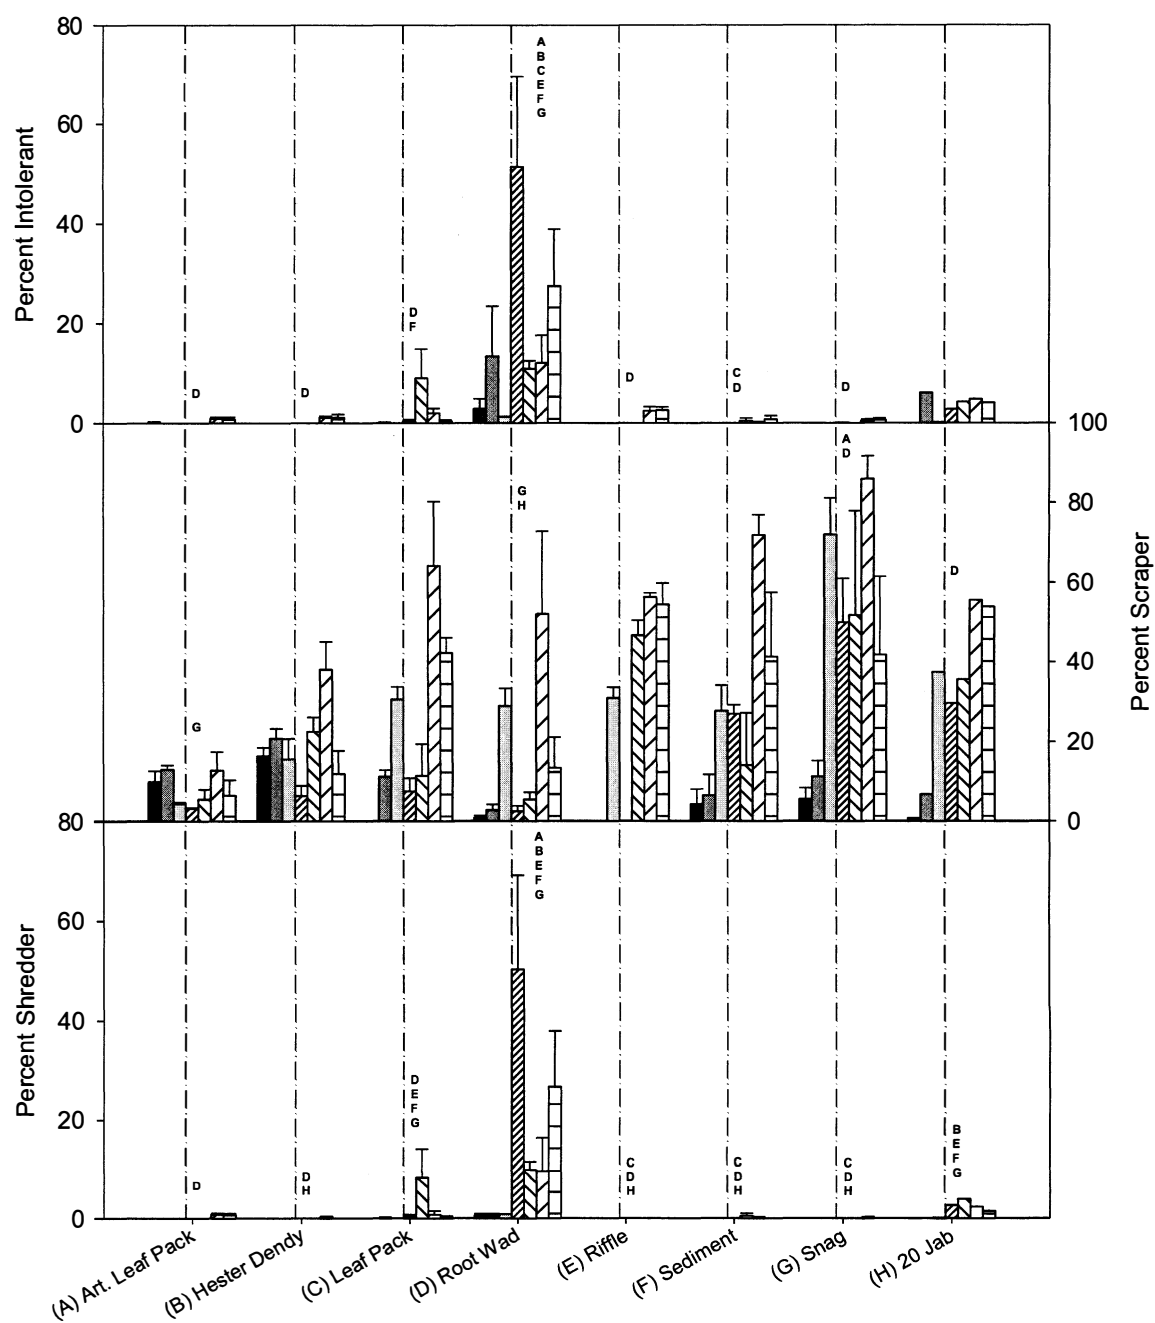 80
60
40
20
0
Percent Intolerant
A
B
C
E
F
G
D
F
D
D
D
C
D
D
100
80
60
40
20
0
Percent Scraper
A
D
G
H
D
G
80
60
40
20
0
Percent Shredder
A
B
E
F
G
D
E
F
G
B
E
F
G
D
D
H
C
D
H
C
D
H
C
D
H
(A) Art. Leaf Pack
(B) Hester Dendy
(C) Leaf Pack
(D) Root Wad
(E) Riffle
(F) Sediment
(G) Snag
(H) 20 Jab